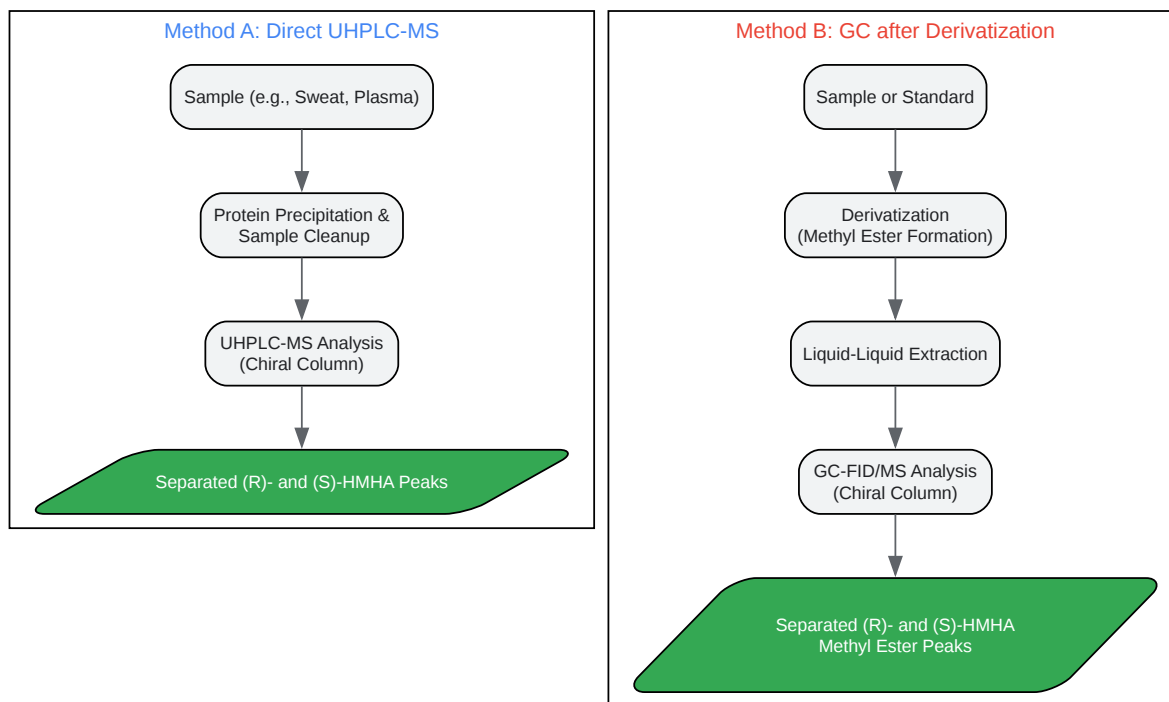 Method A: Direct UHPLC-MS
Sample (e.g., Sweat, Plasma)
Protein Precipitation &
Sample Cleanup
UHPLC-MS Analysis
(Chiral Column)
Separated (R)- and (S)-HMHA Peaks
Method B: GC after Derivatization
Sample or Standard
Derivatization
(Methyl Ester Formation)
Liquid-Liquid Extraction
GC-FID/MS Analysis
(Chiral Column)
Separated (R)- and (S)-HMHA
Methyl Ester Peaks